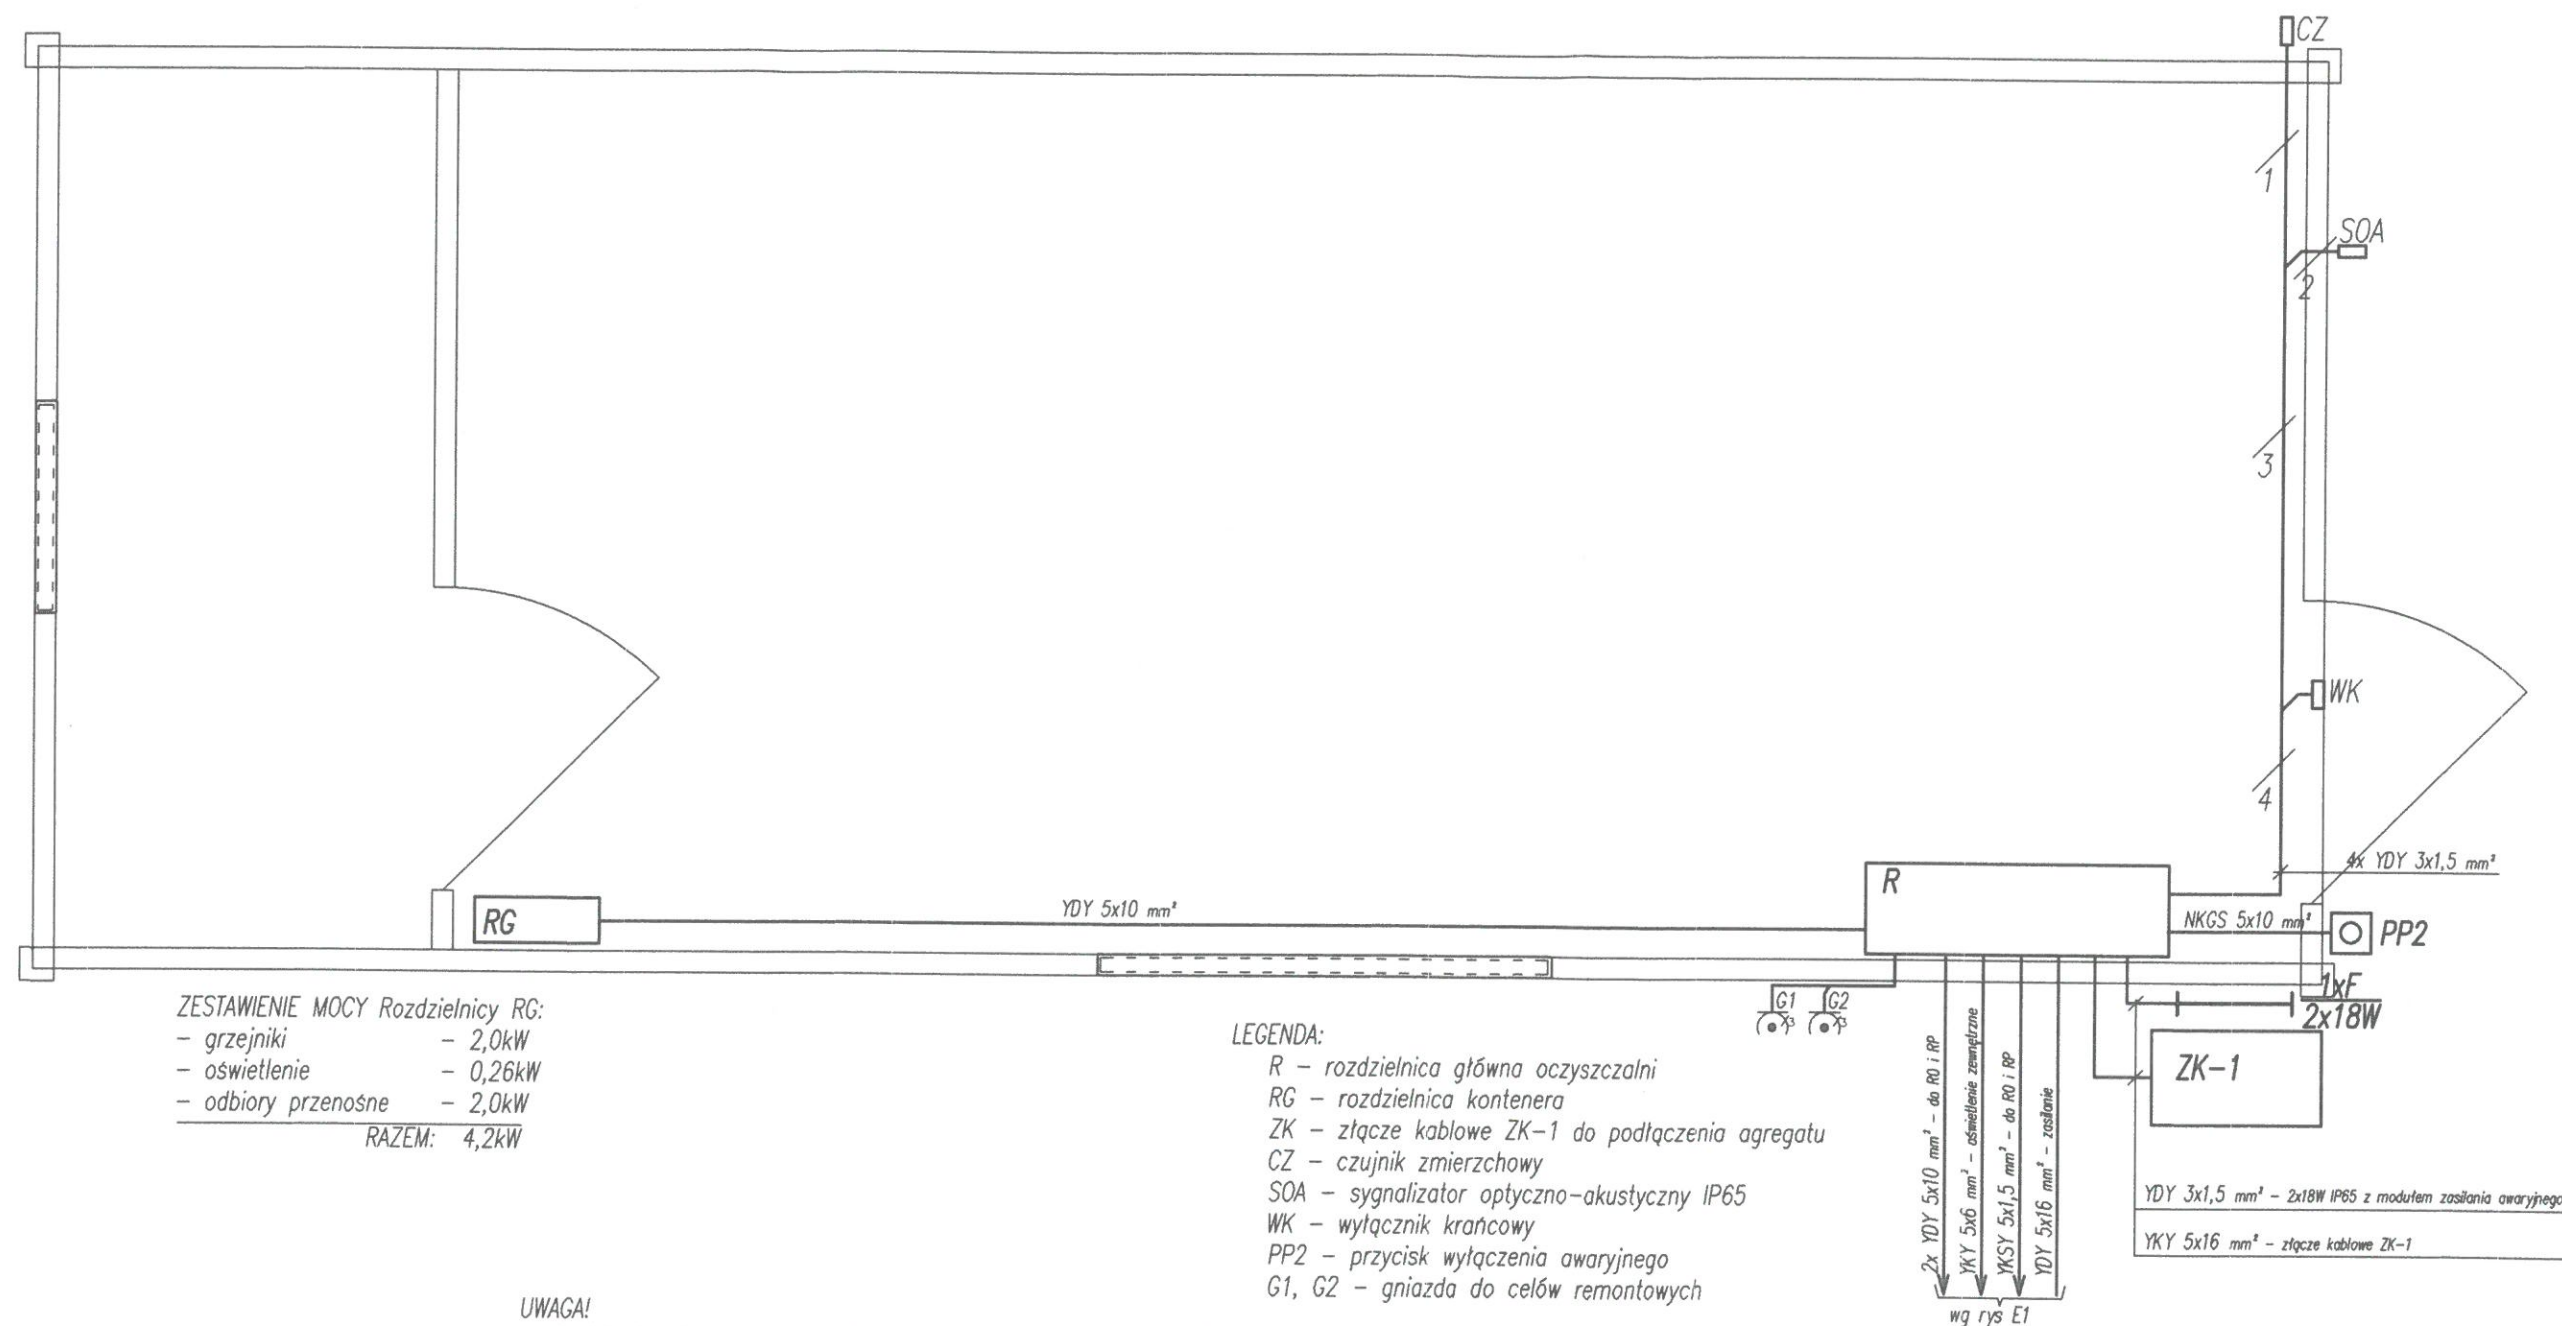 CZ
1
SOA
2
3
WK
4
4x YDY 3x1,5 mm²
R
RG
YDY 5x10 mm²
NKGS 5x10 mm²
PP2
G1
G2
3
3
1xF
2x18W
ZK-1
ZESTAWIENIE MOCY Rozdzielnicy RG:
- grzejniki - 2,0kW
- oświetlenie - 0,26kW
- odbiory przenośne - 2,0kW
RAZEM: 4,2kW
LEGENDA:
R - rozdzielnica główna oczyszczalni
RG - rozdzielnica kontenera
ZK - złącze kablowe ZK-1 do podłączenia agregatu
CZ - czujnik zmierzchowy
SOA - sygnalizator optyczno-akustyczny IP65
WK - wyłącznik krańcowy
PP2 - przycisk wyłączenia awaryjnego
G1, G2 - gniazda do celów remontowych
2x YDY 5x10 mm² - do RO i RP
YKY 5x6 mm² - oświetlenie zewnętrzne
YKSY 5x1,5 mm² - do RO i RP
YDY 5x16 mm² - zasilanie
wg rys E1
YDY 3x1,5 mm² - 2x18W IP65 z modułem zasilania awaryjnego
YKY 5x16 mm² - złącze kablowe ZK-1
UWAGA!